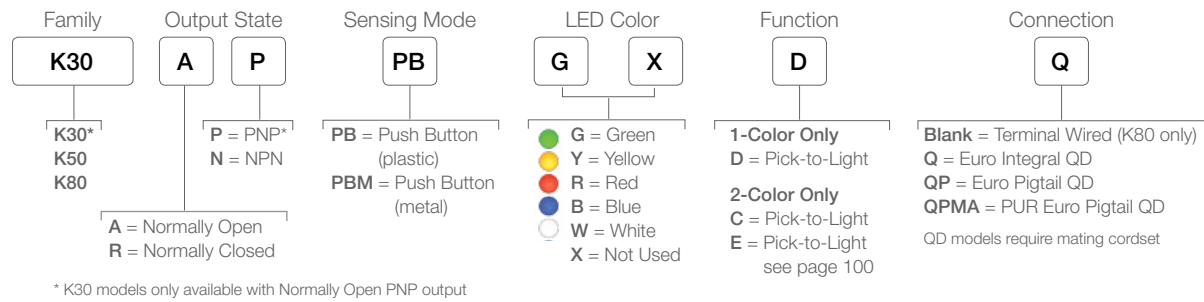 Family
Output State
Sensing Mode
LED Color
Function
Connection
K30
A
P
PB
G
X
D
Q
K30*
K50
K80
P = PNP*
N = NPN
A = Normally Open
R = Normally Closed
PB = Push Button
(plastic)
PBM = Push Button
(metal)
G = Green
Y = Yellow
R = Red
B = Blue
W = White
X = Not Used
1-Color Only
D = Pick-to-Light
2-Color Only
C = Pick-to-Light
E = Pick-to-Light
see page 100
Blank = Terminal Wired (K80 only)
Q = Euro Integral QD
QP = Euro Pigtail QD
QPMA = PUR Euro Pigtail QD
QD models require mating cordset
* K30 models only available with Normally Open PNP output